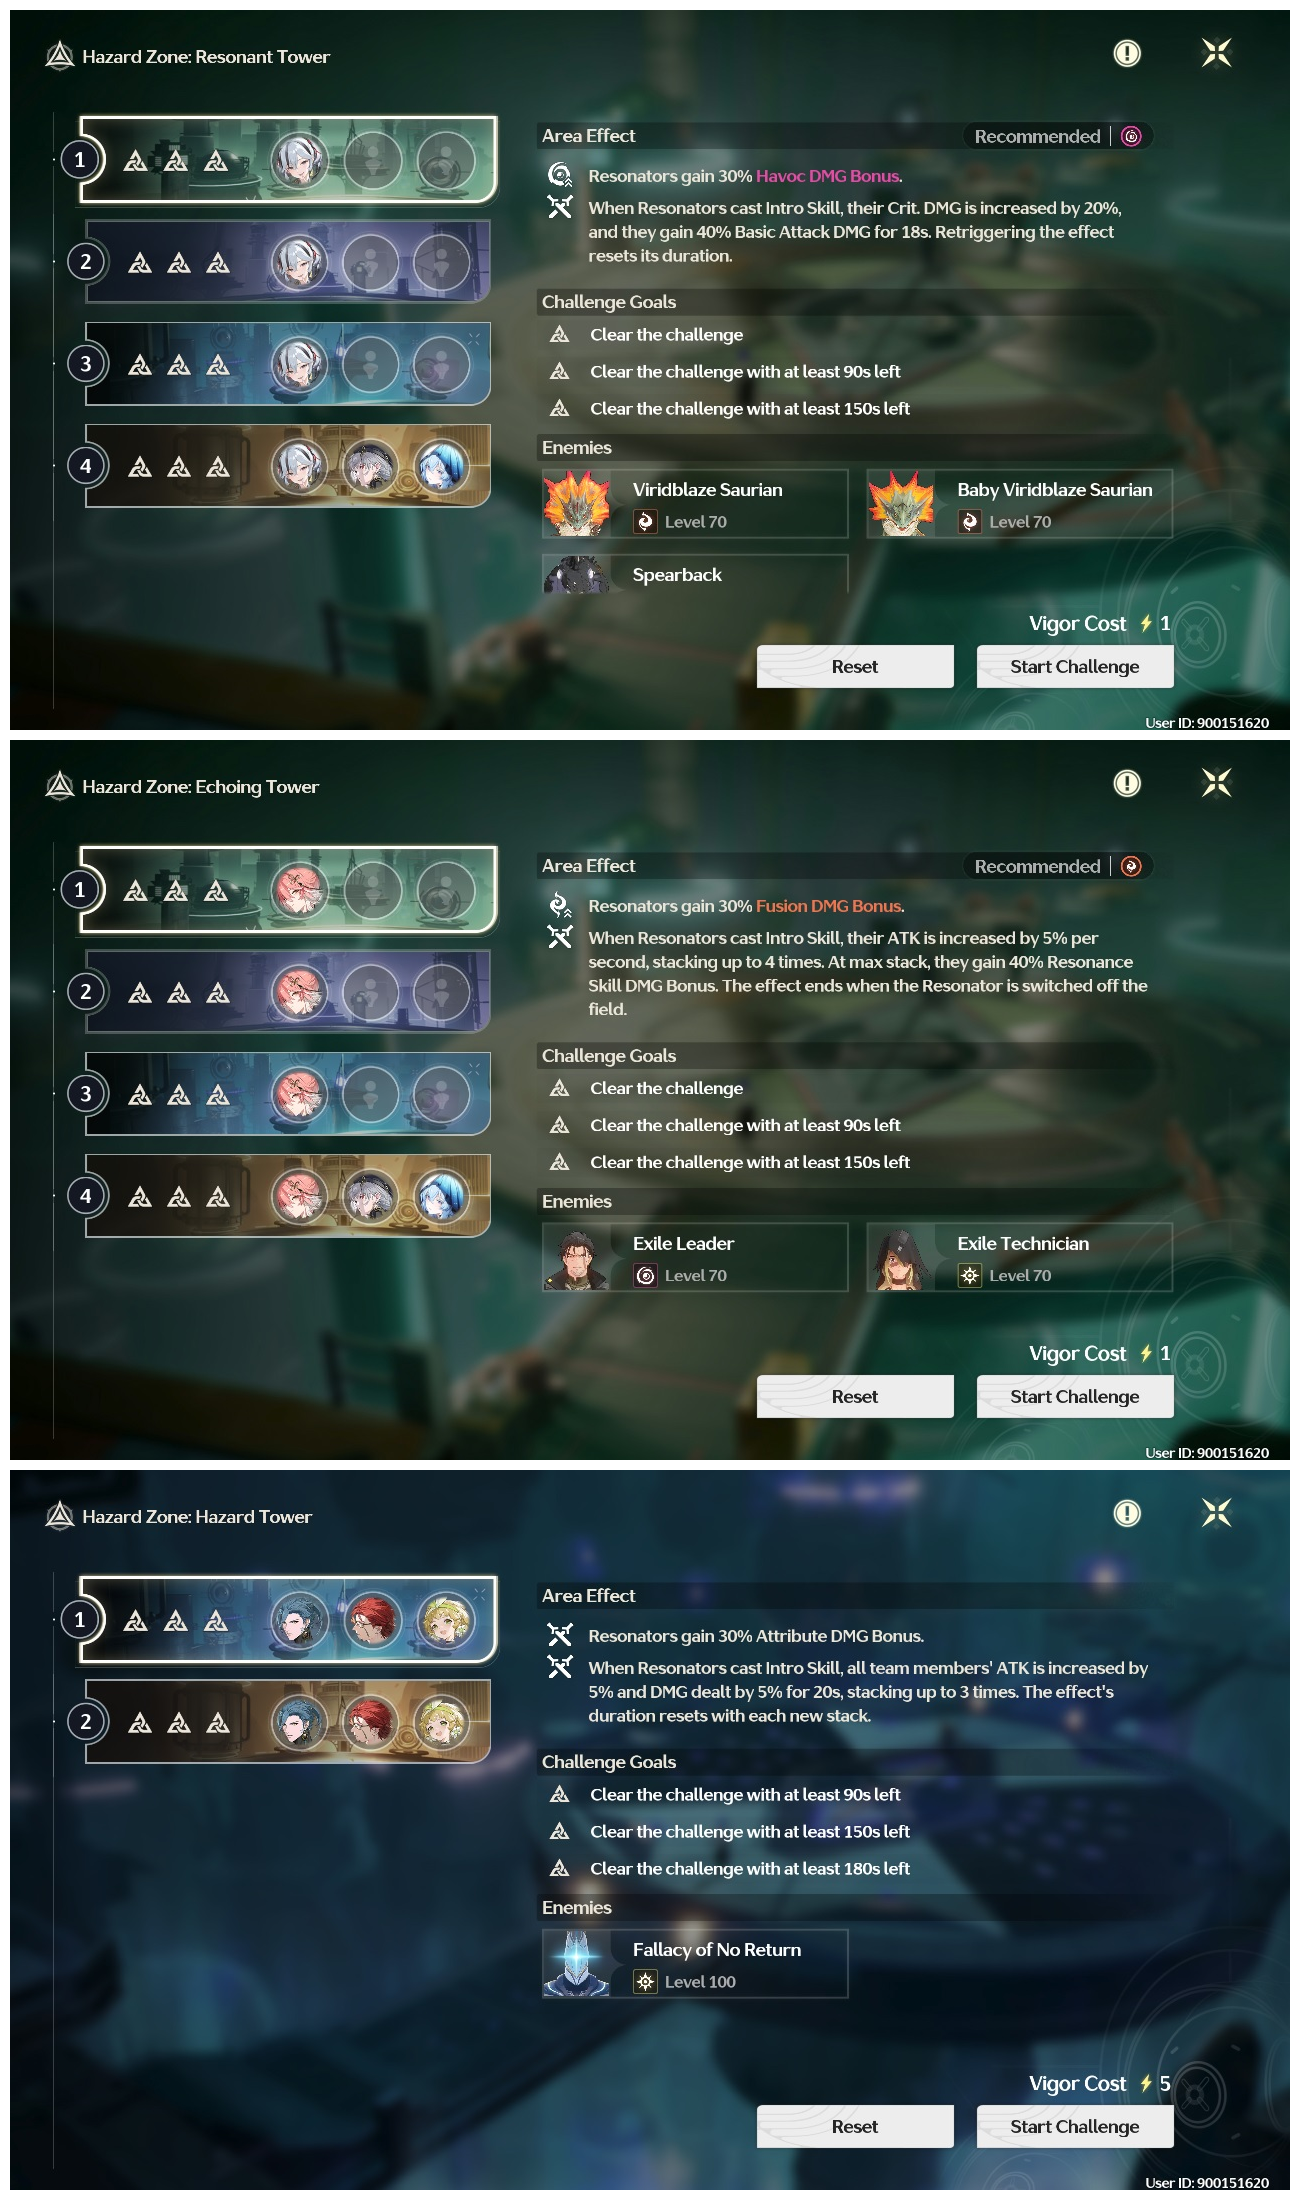 Hazard Zone: Resonant Tower
1
2
3
4
Area Effect
Recommended
Resonators gain 30% Havoc DMG Bonus.
When Resonators cast Intro Skill, their Crit. DMG is increased by 20%,
and they gain 40% Basic Attack DMG for 18s. Retriggering the effect
resets its duration.
Challenge Goals
Clear the challenge
Clear the challenge with at least 90s left
Clear the challenge with at least 150s left
Enemies
Viridblaze Saurian
Level 70
Baby Viridblaze Saurian
Level 70
Spearback
Vigor Cost 1
Reset
Start Challenge
User ID: 900151620
Hazard Zone: Echoing Tower
1
2
3
4
Area Effect
Recommended
Resonators gain 30% Fusion DMG Bonus.
When Resonators cast Intro Skill, their ATK is increased by 5% per
second, stacking up to 4 times. At max stack, they gain 40% Resonance
Skill DMG Bonus. The effect ends when the Resonator is switched off the
field.
Challenge Goals
Clear the challenge
Clear the challenge with at least 90s left
Clear the challenge with at least 150s left
Enemies
Exile Leader
Level 70
Exile Technician
Level 70
Vigor Cost 1
Reset
Start Challenge
User ID: 900151620
Hazard Zone: Hazard Tower
1
2
Area Effect
Resonators gain 30% Attribute DMG Bonus.
When Resonators cast Intro Skill, all team members' ATK is increased by
5% and DMG dealt by 5% for 20s, stacking up to 3 times. The effect's
duration resets with each new stack.
Challenge Goals
Clear the challenge with at least 90s left
Clear the challenge with at least 150s left
Clear the challenge with at least 180s left
Enemies
Fallacy of No Return
Level 100
Vigor Cost 5
Reset
Start Challenge
User ID: 900151620